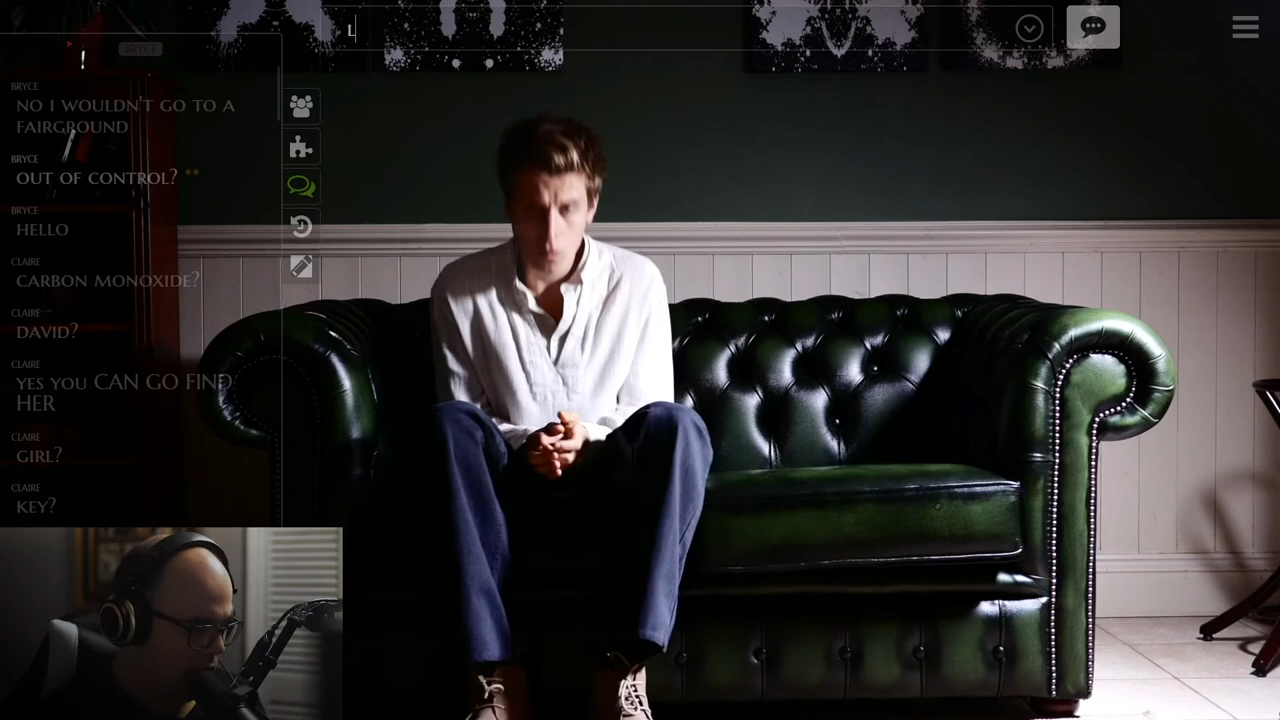 L
BRYCE
BRYCE
NO I WOULDN'T GO TO A
FAIRGROUND
BRYCE
OUT OF CONTROL? **
BRYCE
HELLO
CLAIRE
CARBON MONOXIDE?
CLAIRE
DAVID?
CLAIRE
YES YOU CAN GO FIND
HER
CLAIRE
GIRL?
CLAIRE
KEY?